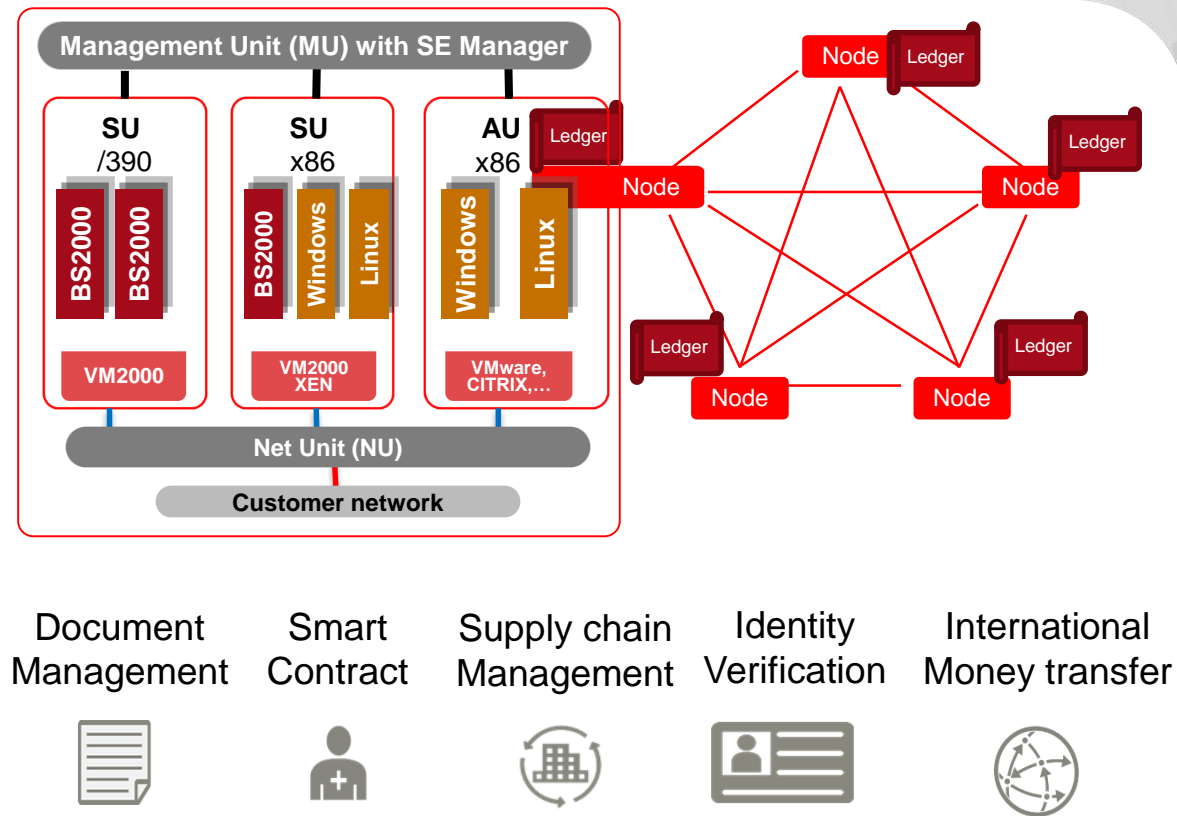 Management Unit (MU) with SE Manager
SU
/390
BS2000
BS2000
VM2000
SU
x86
BS2000
Windows
Linux
VM2000
XEN
AU
x86
Windows
Linux
VMware,
CITRIX,…
Net Unit (NU)
Customer network
Node
Ledger
Ledger
Node
Ledger
Node
Ledger
Node
Ledger
Node
Document
Management
Smart
Contract
Supply chain
Management
Identity
Verification
International
Money transfer